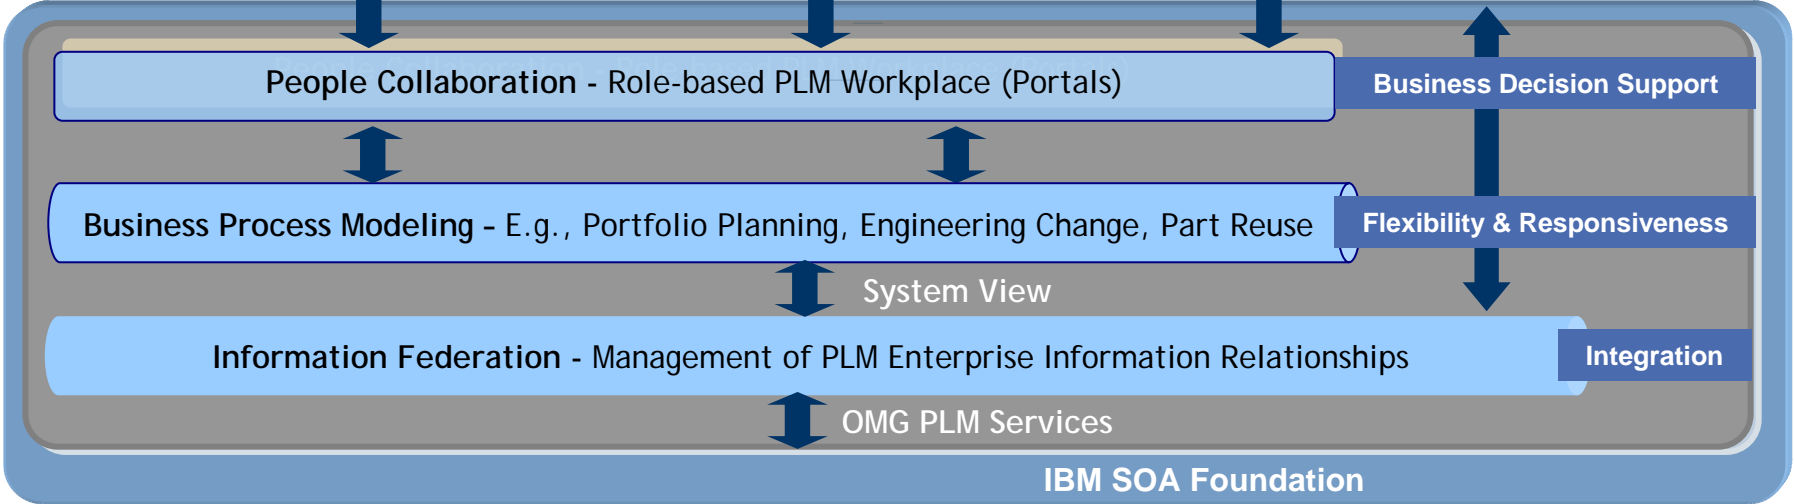 People Collaboration - Role-based PLM Workplace (Portals)
Business Decision Support
Business Process Modeling - E.g., Portfolio Planning, Engineering Change, Part Reuse
Flexibility & Responsiveness
System View
Information Federation - Management of PLM Enterprise Information Relationships
Integration
OMG PLM Services
IBM SOA Foundation